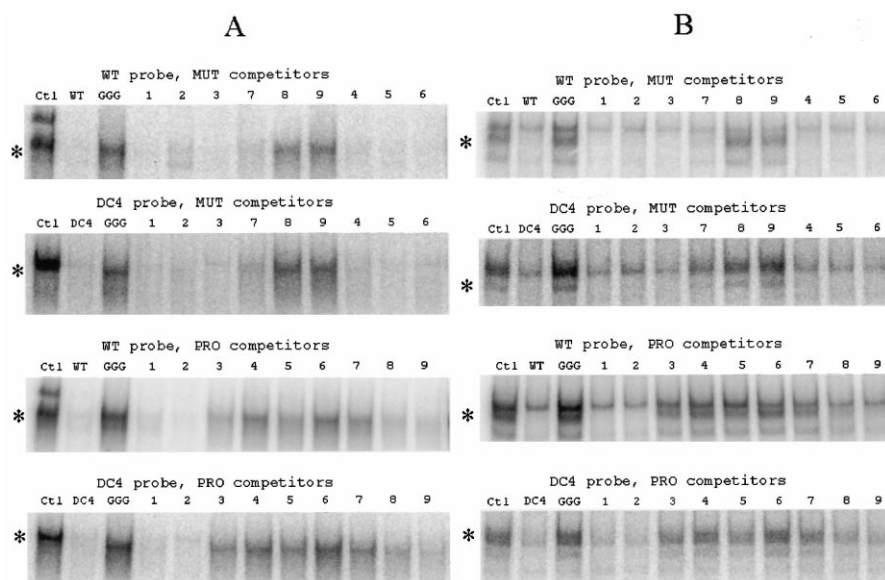 A
WT probe, MUT competitors
Ctl WT GGG 1 2 3 7 8 9 4 5 6
*
DC4 probe, MUT competitors
Ctl DC4 GGG 1 2 3 7 8 9 4 5 6
*
WT probe, PRO competitors
Ctl WT GGG 1 2 3 4 5 6 7 8 9
*
DC4 probe, PRO competitors
Ctl DC4 GGG 1 2 3 4 5 6 7 8 9
*
B
WT probe, MUT competitors
Ctl WT GGG 1 2 3 7 8 9 4 5 6
*
DC4 probe, MUT competitors
Ctl DC4 GGG 1 2 3 7 8 9 4 5 6
*
WT probe, PRO competitors
Ctl WT GGG 1 2 3 4 5 6 7 8 9
*
DC4 probe, PRO competitors
Ctl DC4 GGG 1 2 3 4 5 6 7 8 9
*